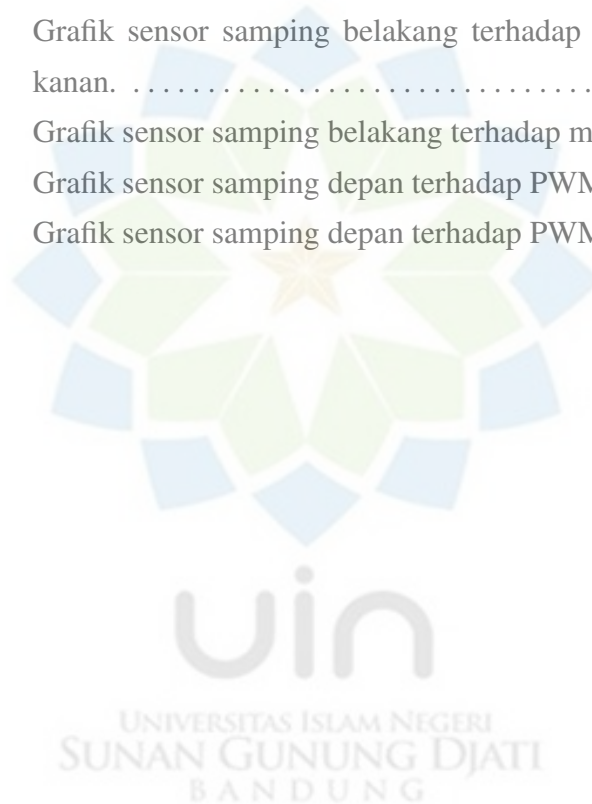 Grafik sensor samping belakang terhadap
kanan. . . . . . . . . . . . . . . . . . . . . . . . . . . . . . . .
Grafik sensor samping belakang terhadap m
Grafik sensor samping depan terhadap PWM
Grafik sensor samping depan terhadap PWM
uin
UNIVERSITAS ISLAM NEGERI
SUNAN GUNUNG DJATI
BANDUNG